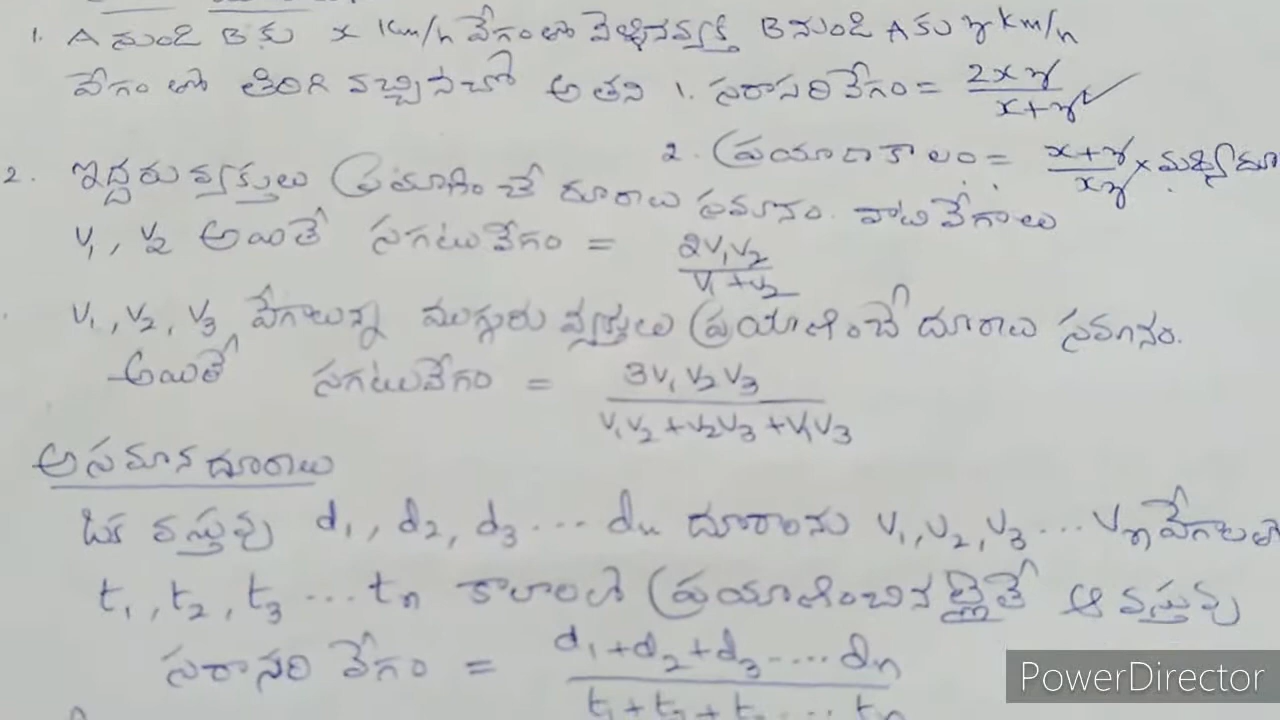 1. A నుండి B కు x km/h వేగంతో వెళ్ళినవ్యక్తి B నుండి A కు y km/h
వేగం తో తిరిగి వచ్చినచో అతని 1. సరాసరి వేగం = 2xy/x+y ✓
2. ప్రయాణ కాలం = x+y/xy ×
2. ఇద్దరు వ్యక్తులు ప్రయాణించే దూరాలు సమానం. వాటి వేగాలు
V₁, V₂ అయితే సగటు వేగం = 2V₁V₂/V₁+V₂
V₁, V₂, V₃ వేగాలున్న ముగ్గురు వ్యక్తులు ప్రయాణించే దూరాలు సమానం.
అయితే సగటు వేగం = 3V₁V₂V₃/V₁V₂+V₂V₃+V₁V₃
అసమాన దూరాలు
ఒక వస్తువు d₁, d₂, d₃ ... dₙ దూరాలను V₁, V₂, V₃ ... Vₙ వేగాలతో
t₁, t₂, t₃ ... tₙ కాలాలలో ప్రయాణించినట్లైతే ఆ వస్తువు
సరాసరి వేగం = d₁+d₂+d₃....dₙ/t₁+t₂+t₃....tₙ
PowerDirector